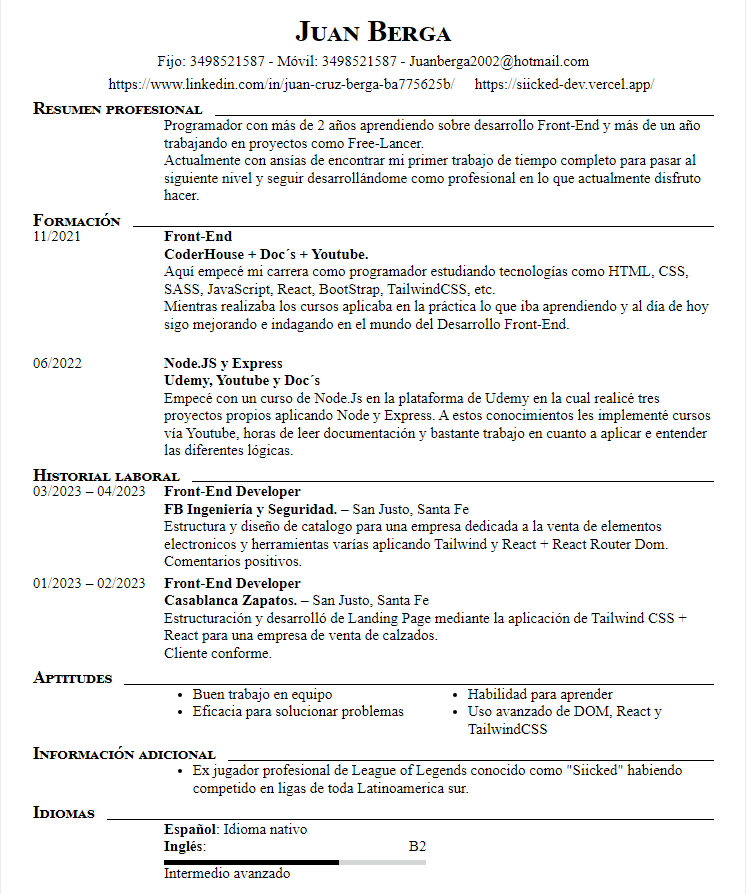 Juan Berga
Fijo: 3498521587 - Móvil: 3498521587 - Juanberga2002@hotmail.com
https://www.linkedin.com/in/juan-cruz-berga-ba775625b/ https://siicked-dev.vercel.app/
Resumen profesional
Programador con más de 2 años aprendiendo sobre desarrollo Front-End y más de un año
trabajando en proyectos como Free-Lancer.
Actualmente con ansías de encontrar mi primer trabajo de tiempo completo para pasar al
siguiente nivel y seguir desarrollándome como profesional en lo que actualmente disfruto
hacer.
Formación
11/2021 Front-End
CoderHouse + Doc´s + Youtube.
Aquí empecé mi carrera como programador estudiando tecnologías como HTML, CSS,
SASS, JavaScript, React, BootStrap, TailwindCSS, etc.
Mientras realizaba los cursos aplicaba en la práctica lo que iba aprendiendo y al día de hoy
sigo mejorando e indagando en el mundo del Desarrollo Front-End.
06/2022 Node.JS y Express
Udemy, Youtube y Doc´s
Empecé con un curso de Node.Js en la plataforma de Udemy en la cual realicé tres
proyectos propios aplicando Node y Express. A estos conocimientos les implementé cursos
vía Youtube, horas de leer documentación y bastante trabajo en cuanto a aplicar e entender
las diferentes lógicas.
Historial laboral
03/2023 – 04/2023 Front-End Developer
FB Ingeniería y Seguridad. – San Justo, Santa Fe
Estructura y diseño de catalogo para una empresa dedicada a la venta de elementos
electronicos y herramientas varías aplicando Tailwind y React + React Router Dom.
Comentarios positivos.
01/2023 – 02/2023 Front-End Developer
Casablanca Zapatos. – San Justo, Santa Fe
Estructuración y desarrolló de Landing Page mediante la aplicación de Tailwind CSS +
React para una empresa de venta de calzados.
Cliente conforme.
Aptitudes
• Buen trabajo en equipo
• Eficacia para solucionar problemas
• Habilidad para aprender
• Uso avanzado de DOM, React y
TailwindCSS
Información adicional
• Ex jugador profesional de League of Legends conocido como "Siicked" habiendo
competido en ligas de toda Latinoamerica sur.
Idiomas
Español: Idioma nativo
Inglés: B2
Intermedio avanzado